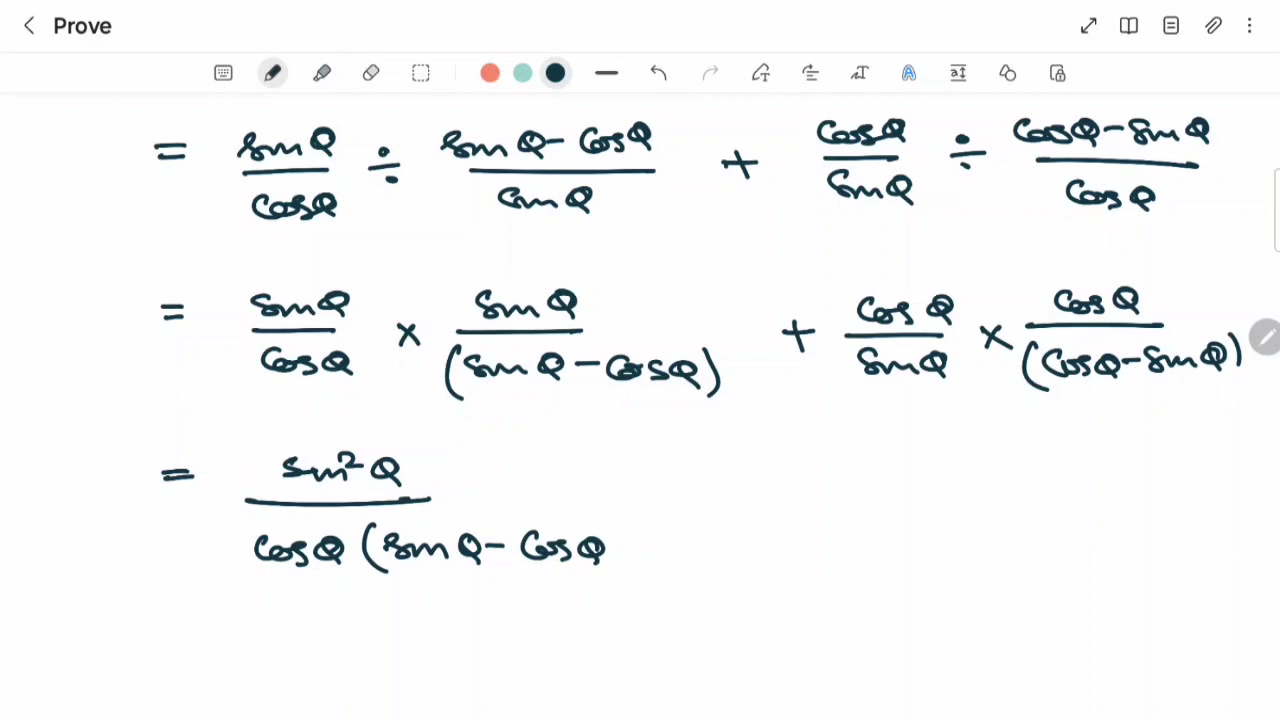 Prove
= sinθ/cosθ ÷ (sinθ - cosθ)/sinθ + cosθ/sinθ ÷ (cosθ - sinθ)/cosθ
= sinθ/cosθ × sinθ/(sinθ - cosθ) + cosθ/sinθ × cosθ/(cosθ - sinθ)
= sin²θ/cosθ(sinθ - cosθ